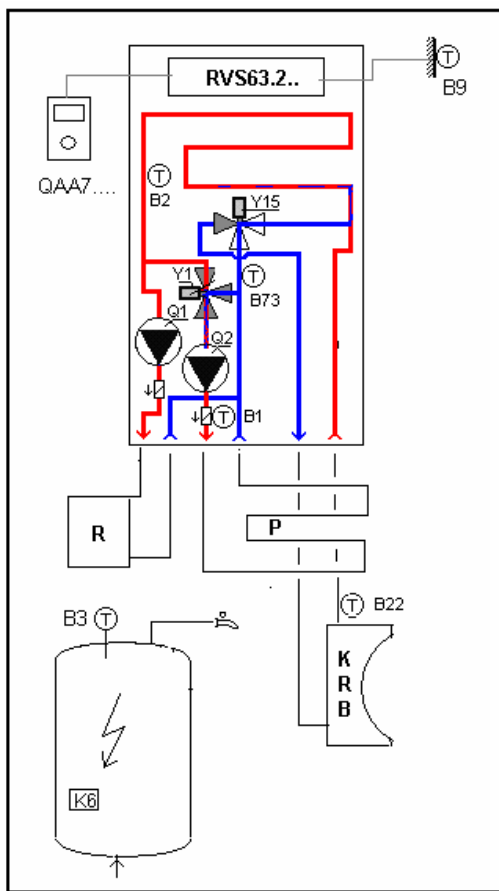 RVS63.2..
T
B9
QAA7....
T
B2
Y15
Y1
T
B73
Q1
Q2
T
B1
R
P
B3
T
T
B22
K
R
B
K6